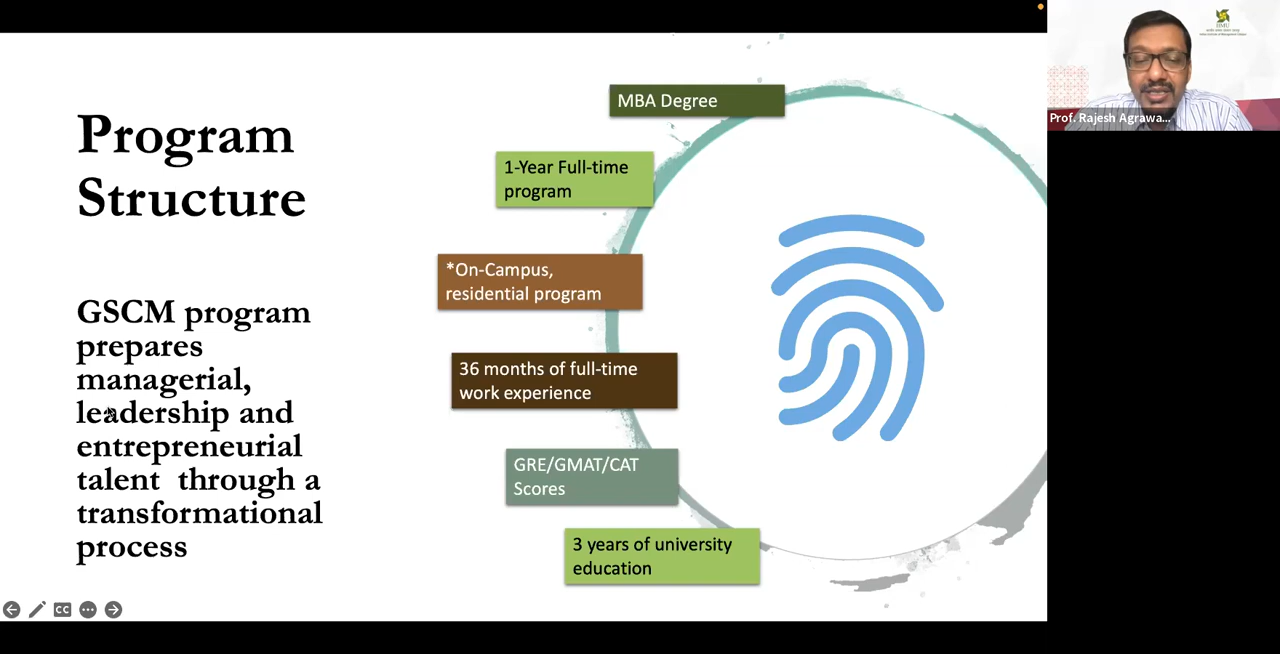 Program
Structure
GSCM program
prepares
managerial,
leadership and
entrepreneurial
talent through a
transformational
process
MBA Degree
1-Year Full-time
program
*On-Campus,
residential program
36 months of full-time
work experience
GRE/GMAT/CAT
Scores
3 years of university
education
CC
IIMU
Prof. Rajesh Agrawa...